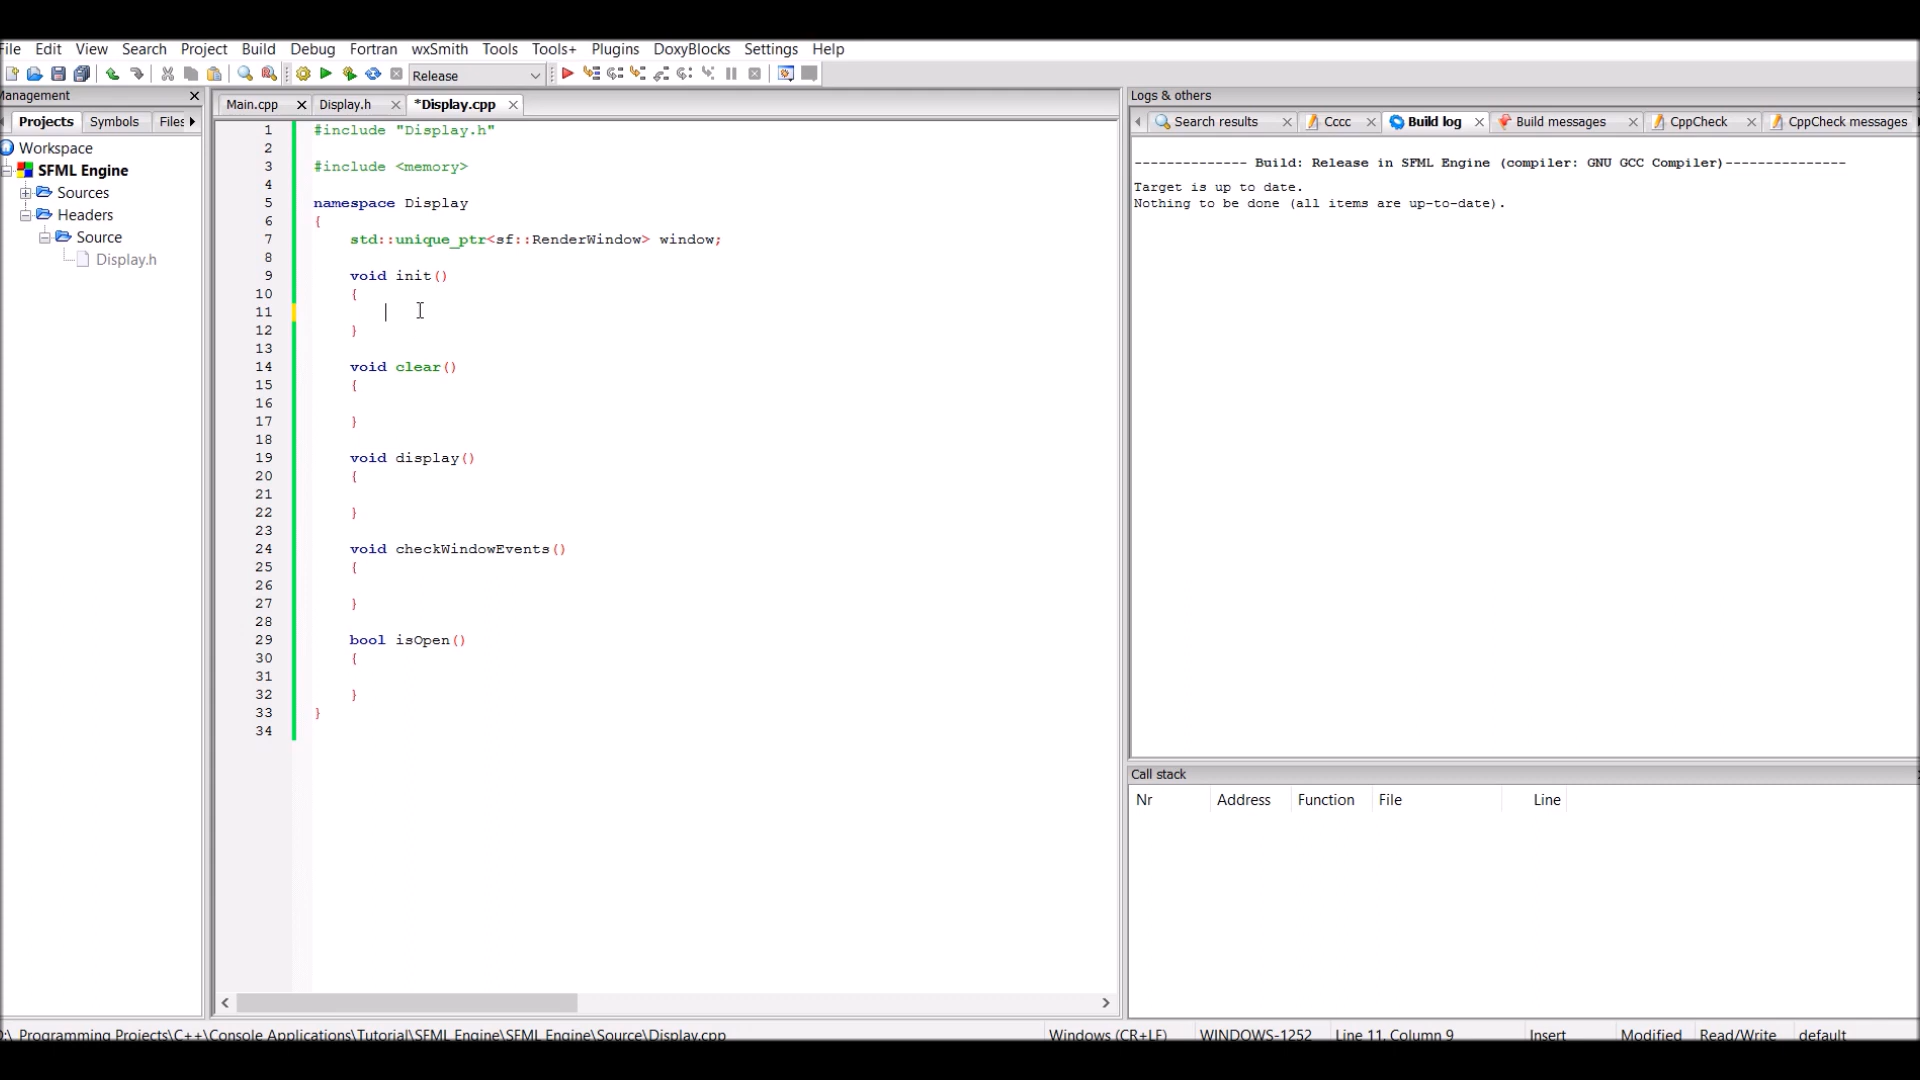 File Edit View Search Project Build Debug Fortran wxSmith Tools Tools+ Plugins DoxyBlocks Settings Help
Release
Management
Projects Symbols Files
Workspace
SFML Engine
Sources
Headers
Source
Display.h
Main.cpp Display.h *Display.cpp
1 #include "Display.h"
2
3 #include <memory>
4
5 namespace Display
6 {
7 std::unique_ptr<sf::RenderWindow> window;
8
9 void init()
10 {
11
12 }
13
14 void clear()
15 {
16
17 }
18
19 void display()
20 {
21
22 }
23
24 void checkWindowEvents()
25 {
26
27 }
28
29 bool isOpen()
30 {
31
32 }
33 }
34
Logs & others
Search results Cccc Build log Build messages CppCheck CppCheck messages
-------------- Build: Release in SFML Engine (compiler: GNU GCC Compiler)---------------
Target is up to date.
Nothing to be done (all items are up-to-date).
Call stack
Nr Address Function File Line
:\_Programming Projects\C++\Console Applications\Tutorial\SFML Engine\SFML Engine\Source\Display.cpp Windows (CR+LF) WINDOWS-1252 Line 11, Column 9 Insert Modified Read/Write default